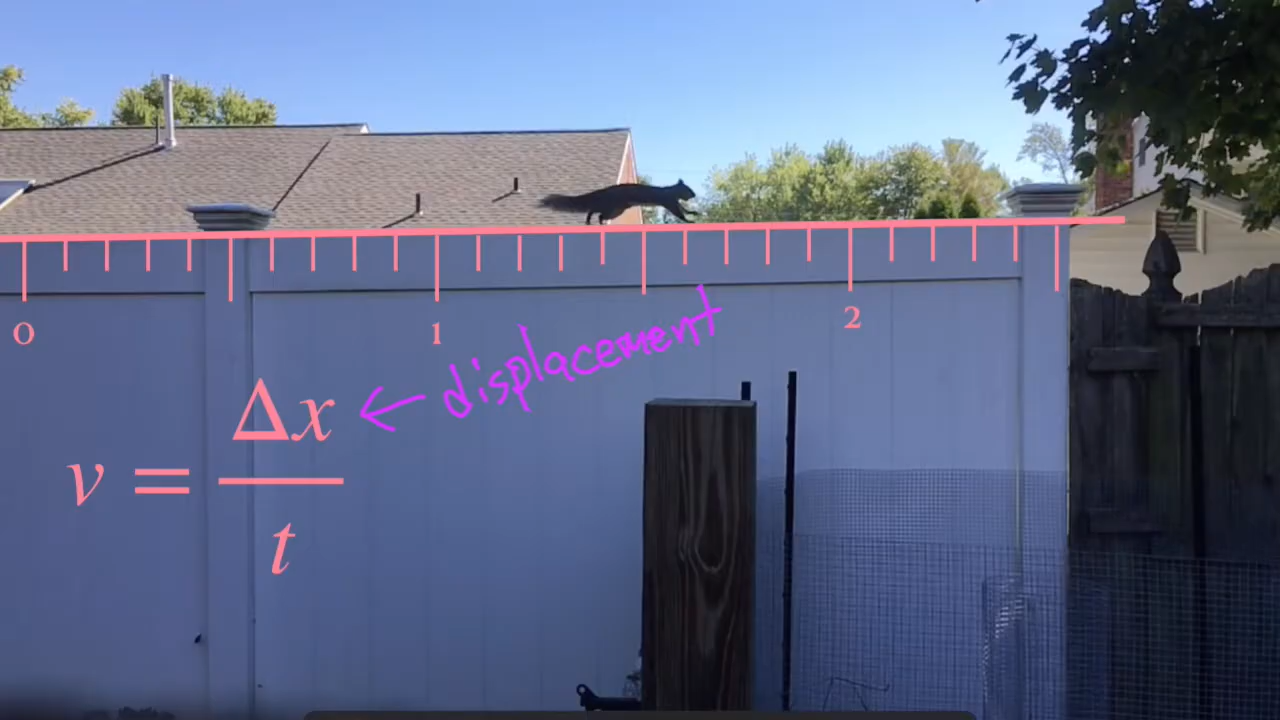 0 1 2
← displacement
v = Δx / t